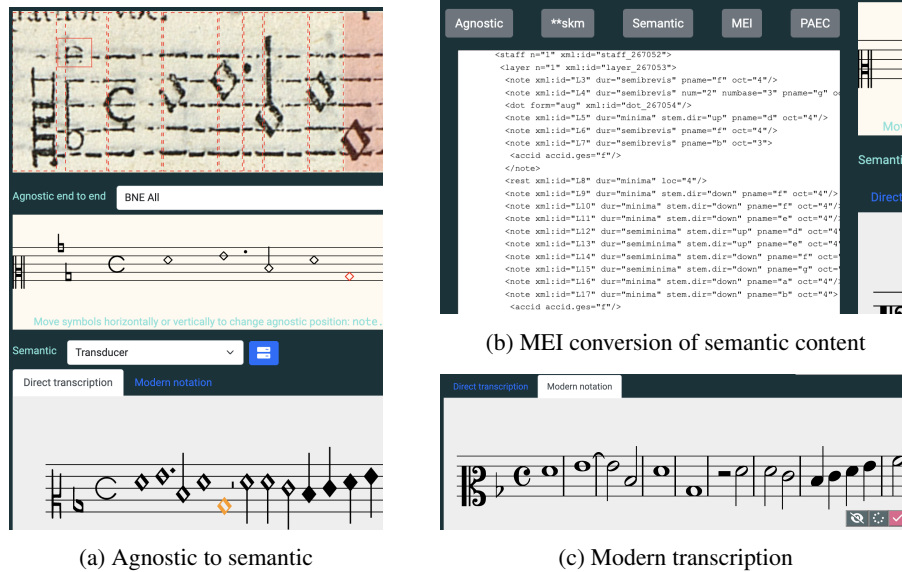 Agnostic end to end BNE All
Move symbols horizontally or vertically to change agnostic position: note.
Semantic Transducer
Direct transcription Modern notation
(a) Agnostic to semantic
Agnostic **skm Semantic MEI PAEC
<staff n="1" xml:id="staff_267052">
<layer n="1" xml:id="layer_267053">
<note xml:id="L3" dur="semibrevis" pname="f" oct="4"/>
<note xml:id="L4" dur="semibrevis" num="2" numbase="3" pname="g" o
<dot form="aug" xml:id="dot_267054"/>
<note xml:id="L5" dur="minima" stem.dir="up" pname="d" oct="4"/>
<note xml:id="L6" dur="semibrevis" pname="f" oct="4"/>
<note xml:id="L7" dur="semibrevis" pname="b" oct="3">
<accid accid.ges="f"/>
</note>
<rest xml:id="L8" dur="minima" loc="4"/>
<note xml:id="L9" dur="minima" stem.dir="down" pname="f" oct="4"/>
<note xml:id="L10" dur="minima" stem.dir="down" pname="f" oct="4"/
<note xml:id="L11" dur="minima" stem.dir="down" pname="e" oct="4"/
<note xml:id="L12" dur="semiminima" stem.dir="up" pname="d" oct="4"
<note xml:id="L13" dur="semiminima" stem.dir="up" pname="e" oct="4"
<note xml:id="L14" dur="semiminima" stem.dir="down" pname="f" oct=
<note xml:id="L15" dur="semiminima" stem.dir="down" pname="g" oct=
<note xml:id="L16" dur="minima" stem.dir="down" pname="a" oct="4"/
<note xml:id="L17" dur="minima" stem.dir="down" pname="b" oct="4">
<accid accid.ges="f"/>
Mov
Semanti
Direct
(b) MEI conversion of semantic content
Direct transcription Modern notation
(c) Modern transcription